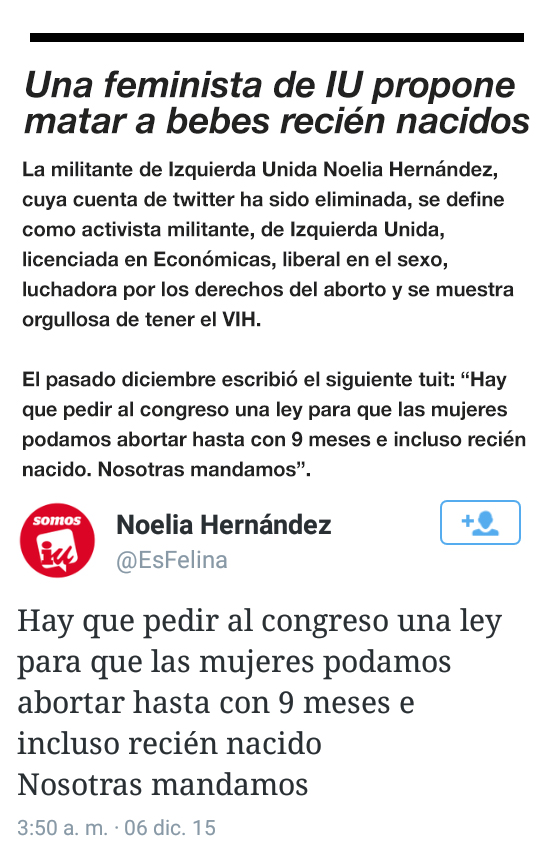 Una feminista de IU propone
matar a bebes recién nacidos
La militante de Izquierda Unida Noelia Hernández,
cuya cuenta de twitter ha sido eliminada, se define
como activista militante, de Izquierda Unida,
licenciada en Económicas, liberal en el sexo,
luchadora por los derechos del aborto y se muestra
orgullosa de tener el VIH.
El pasado diciembre escribió el siguiente tuit: “Hay
que pedir al congreso una ley para que las mujeres
podamos abortar hasta con 9 meses e incluso recién
nacido. Nosotras mandamos”.
somos
iu
Noelia Hernández
@EsFelina
Hay que pedir al congreso una ley
para que las mujeres podamos
abortar hasta con 9 meses e
incluso recién nacido
Nosotras mandamos
3:50 a. m. · 06 dic. 15